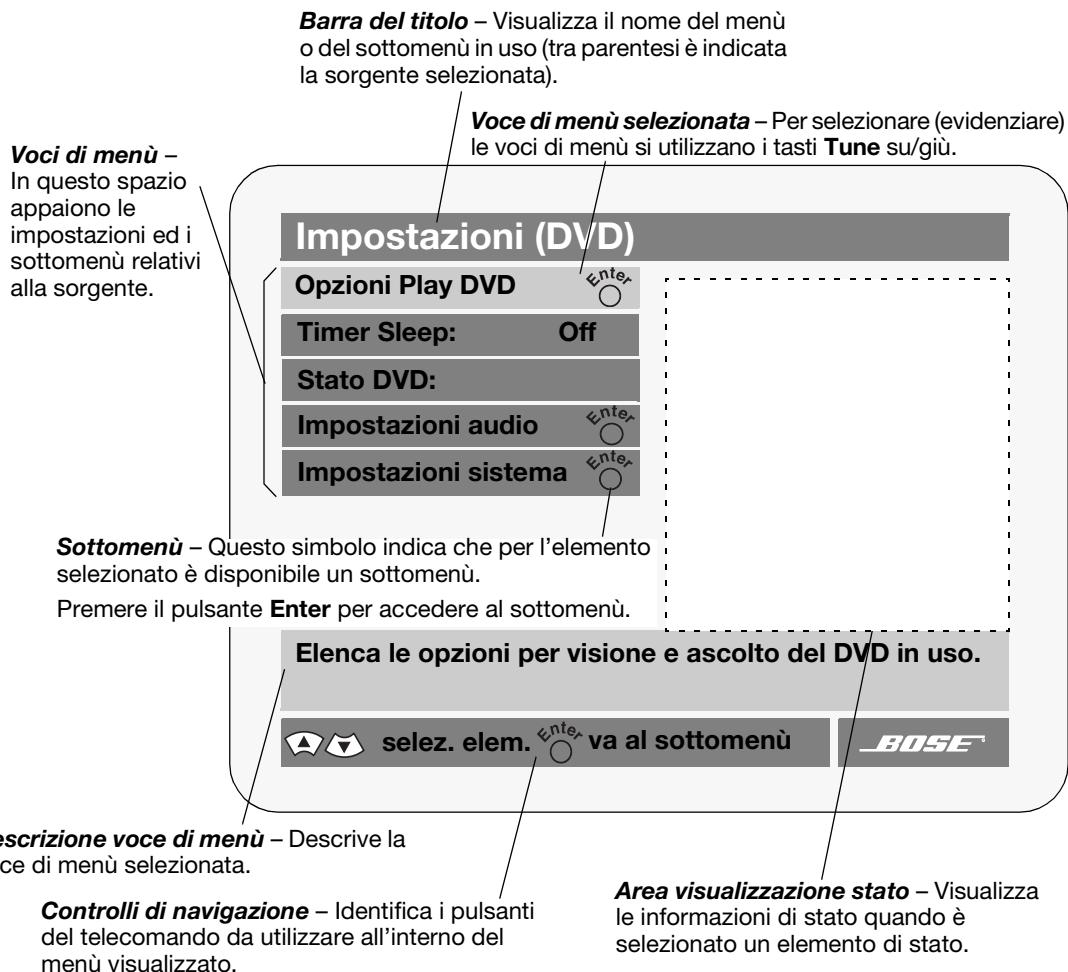 Barra del titolo – Visualizza il nome del menù
o del sottomenù in uso (tra parentesi è indicata
la sorgente selezionata).
Voce di menù selezionata – Per selezionare (evidenziare)
le voci di menù si utilizzano i tasti Tune su/giù.
Voci di menù –
In questo spazio
appaiono le
impostazioni ed i
sottomenù relativi
alla sorgente.
Impostazioni (DVD)
Opzioni Play DVD Enter
Timer Sleep: Off
Stato DVD:
Impostazioni audio Enter
Impostazioni sistema Enter
Sottomenù – Questo simbolo indica che per l'elemento
selezionato è disponibile un sottomenù.
Premere il pulsante Enter per accedere al sottomenù.
Elenca le opzioni per visione e ascolto del DVD in uso.
selez. elem. Enter va al sottomenù BOSE
escrizione voce di menù – Descrive la
ce di menù selezionata.
Controlli di navigazione – Identifica i pulsanti
del telecomando da utilizzare all'interno del
menù visualizzato.
Area visualizzazione stato – Visualizza
le informazioni di stato quando è
selezionato un elemento di stato.